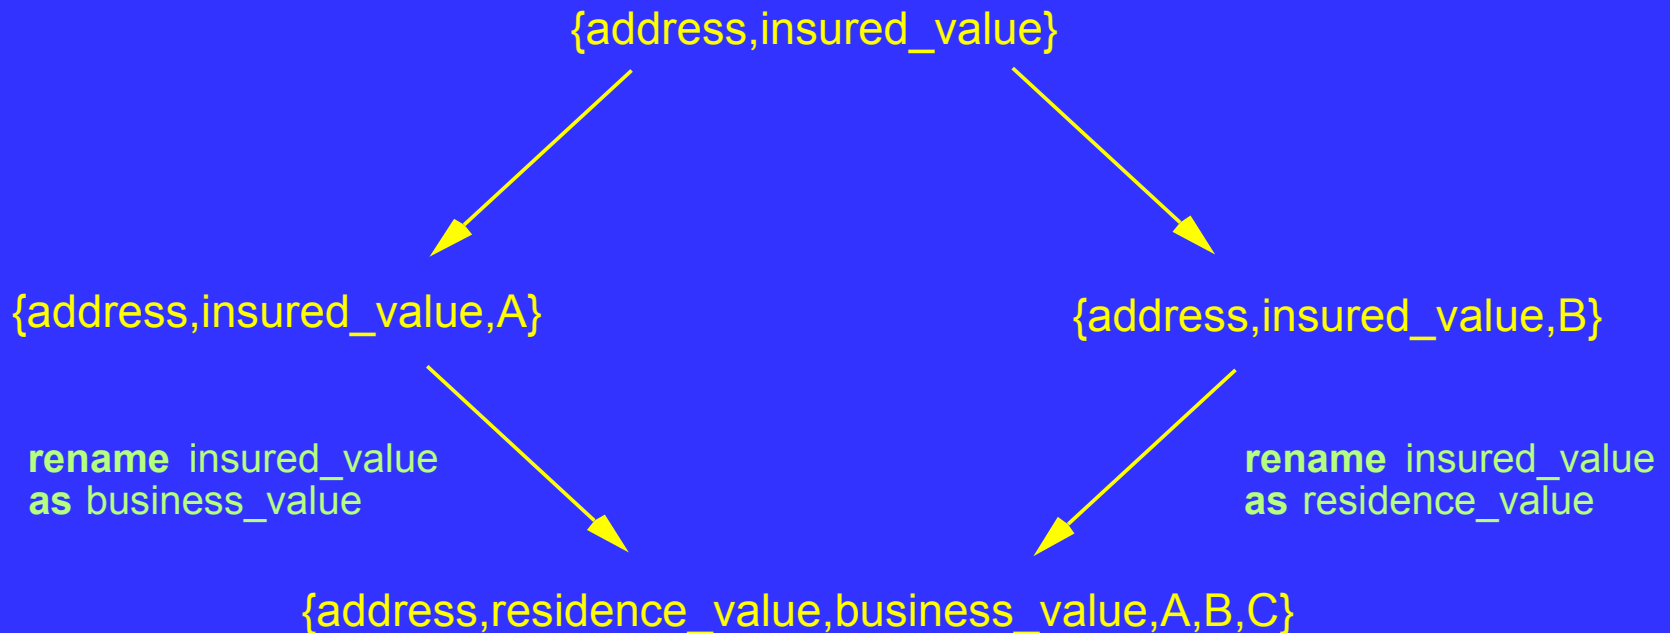 {address,insured_value}
{address,insured_value,A}
{address,insured_value,B}
rename insured_value
as business_value
rename insured_value
as residence_value
{address,residence_value,business_value,A,B,C}